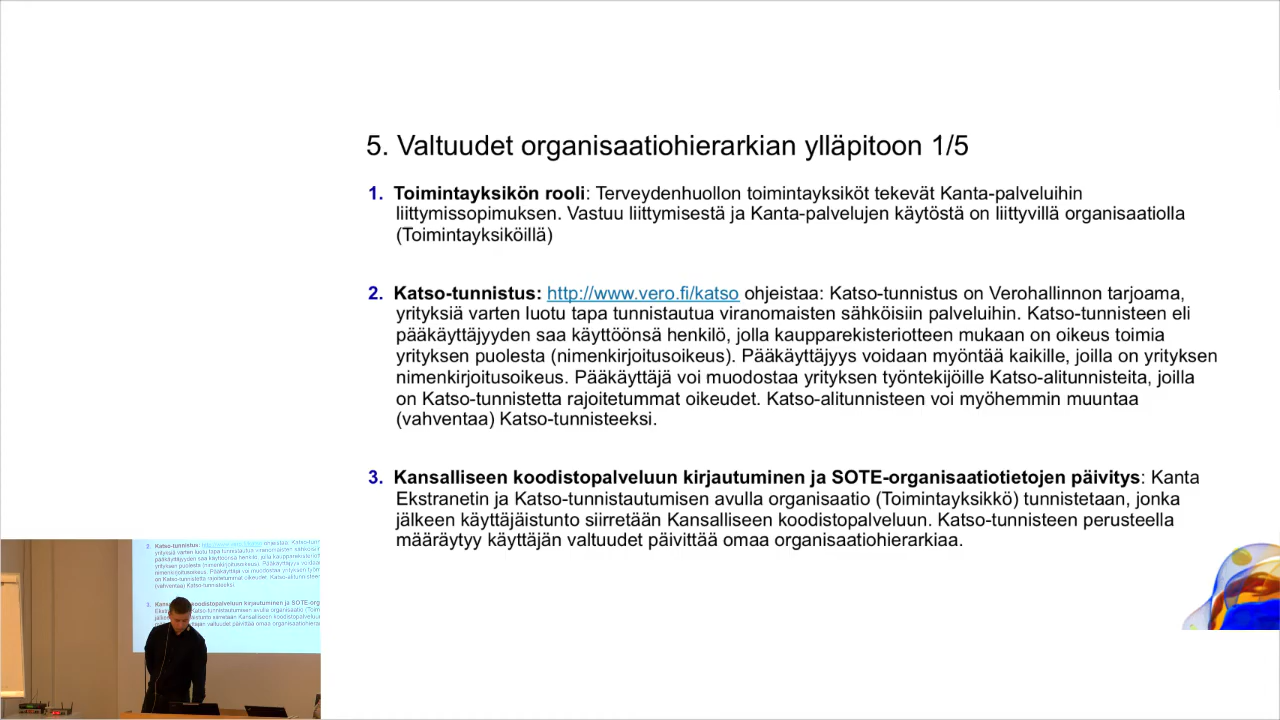 5. Valtuudet organisaatiohierarkian ylläpitoon 1/5
1. Toimintayksikön rooli: Terveydenhuollon toimintayksiköt tekevät Kanta-palveluihin
liittymissopimuksen. Vastuu liittymisestä ja Kanta-palvelujen käytöstä on liittyvillä organisaatiolla
(Toimintayksiköillä)
2. Katso-tunnistus: http://www.vero.fi/katso ohjeistaa: Katso-tunnistus on Verohallinnon tarjoama,
yrityksiä varten luotu tapa tunnistautua viranomaisten sähköisiin palveluihin. Katso-tunnisteen eli
pääkäyttäjyyden saa käyttöönsä henkilö, jolla kaupparekisteriotteen mukaan on oikeus toimia
yrityksen puolesta (nimenkirjoitusoikeus). Pääkäyttäjyys voidaan myöntää kaikille, joilla on yrityksen
nimenkirjoitusoikeus. Pääkäyttäjä voi muodostaa yrityksen työntekijöille Katso-alitunnisteita, joilla
on Katso-tunnistetta rajoitetummat oikeudet. Katso-alitunnisteen voi myöhemmin muuntaa
(vahventaa) Katso-tunnisteeksi.
3. Kansalliseen koodistopalveluun kirjautuminen ja SOTE-organisaatiotietojen päivitys: Kanta
Ekstranetin ja Katso-tunnistautumisen avulla organisaatio (Toimintayksikkö) tunnistetaan, jonka
jälkeen käyttäjäistunto siirretään Kansalliseen koodistopalveluun. Katso-tunnisteen perusteella
määräytyy käyttäjän valtuudet päivittää omaa organisaatiohierarkiaa.